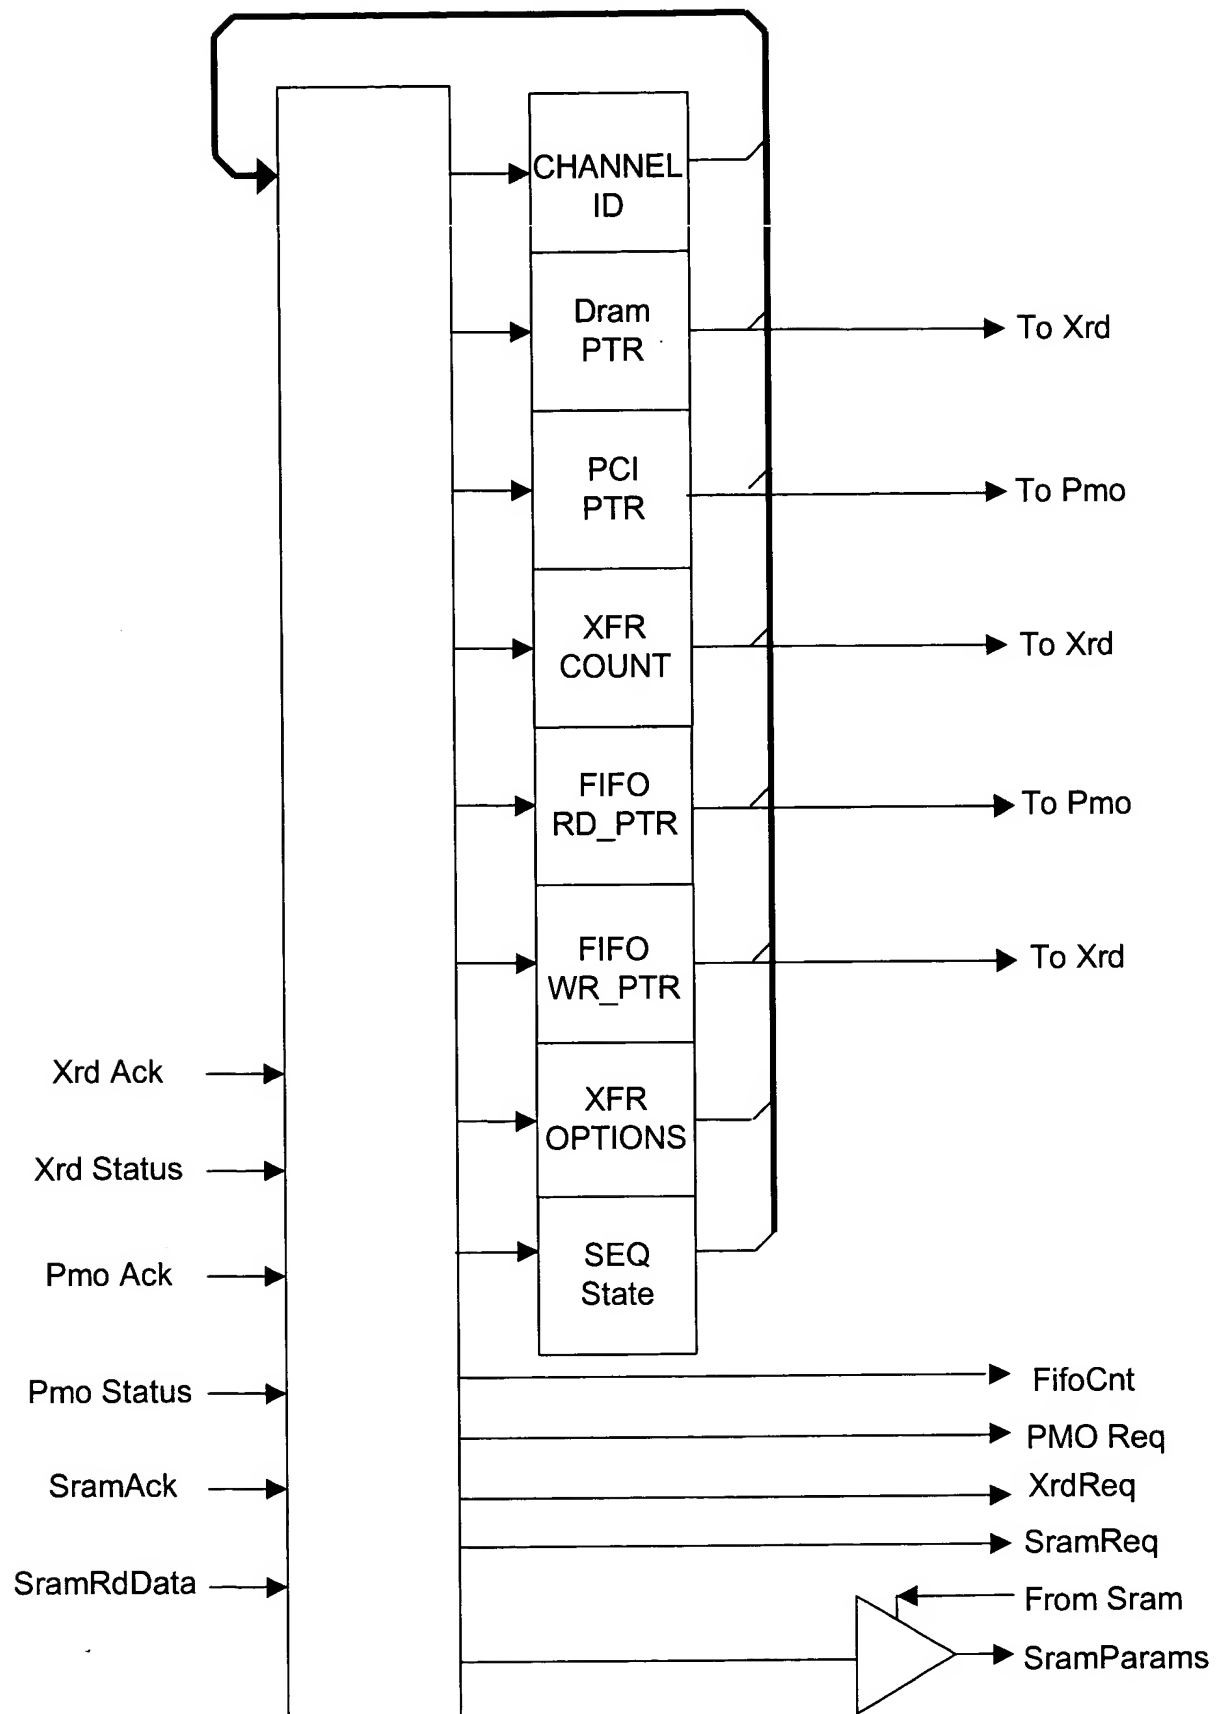 CHANNEL
ID
Dram
PTR
To Xrd
PCI
PTR
To Pmo
XFR
COUNT
To Xrd
FIFO
RD_PTR
To Pmo
FIFO
WR_PTR
To Xrd
Xrd Ack
XFR
OPTIONS
Xrd Status
SEQ
State
Pmo Ack
FifoCnt
Pmo Status
PMO Req
SramAck
XrdReq
SramReq
SramRdData
From Sram
SramParams